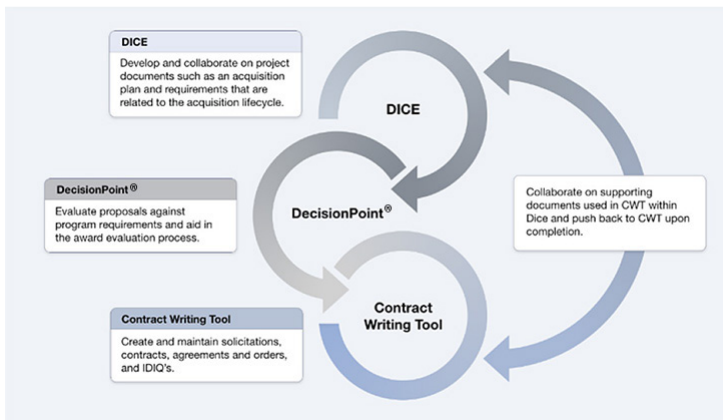 DICE
Develop and collaborate on project
documents such as an acquisition
plan and requirements that are
related to the acquisition lifecycle.
DICE
DecisionPoint®
Evaluate proposals against
program requirements and aid in
the award evaluation process.
DecisionPoint®
Collaborate on supporting
documents used in CWT within
Dice and push back to CWT upon
completion.
Contract Writing Tool
Create and maintain solicitations,
contracts, agreements and orders,
and IDIQ's.
Contract
Writing Tool